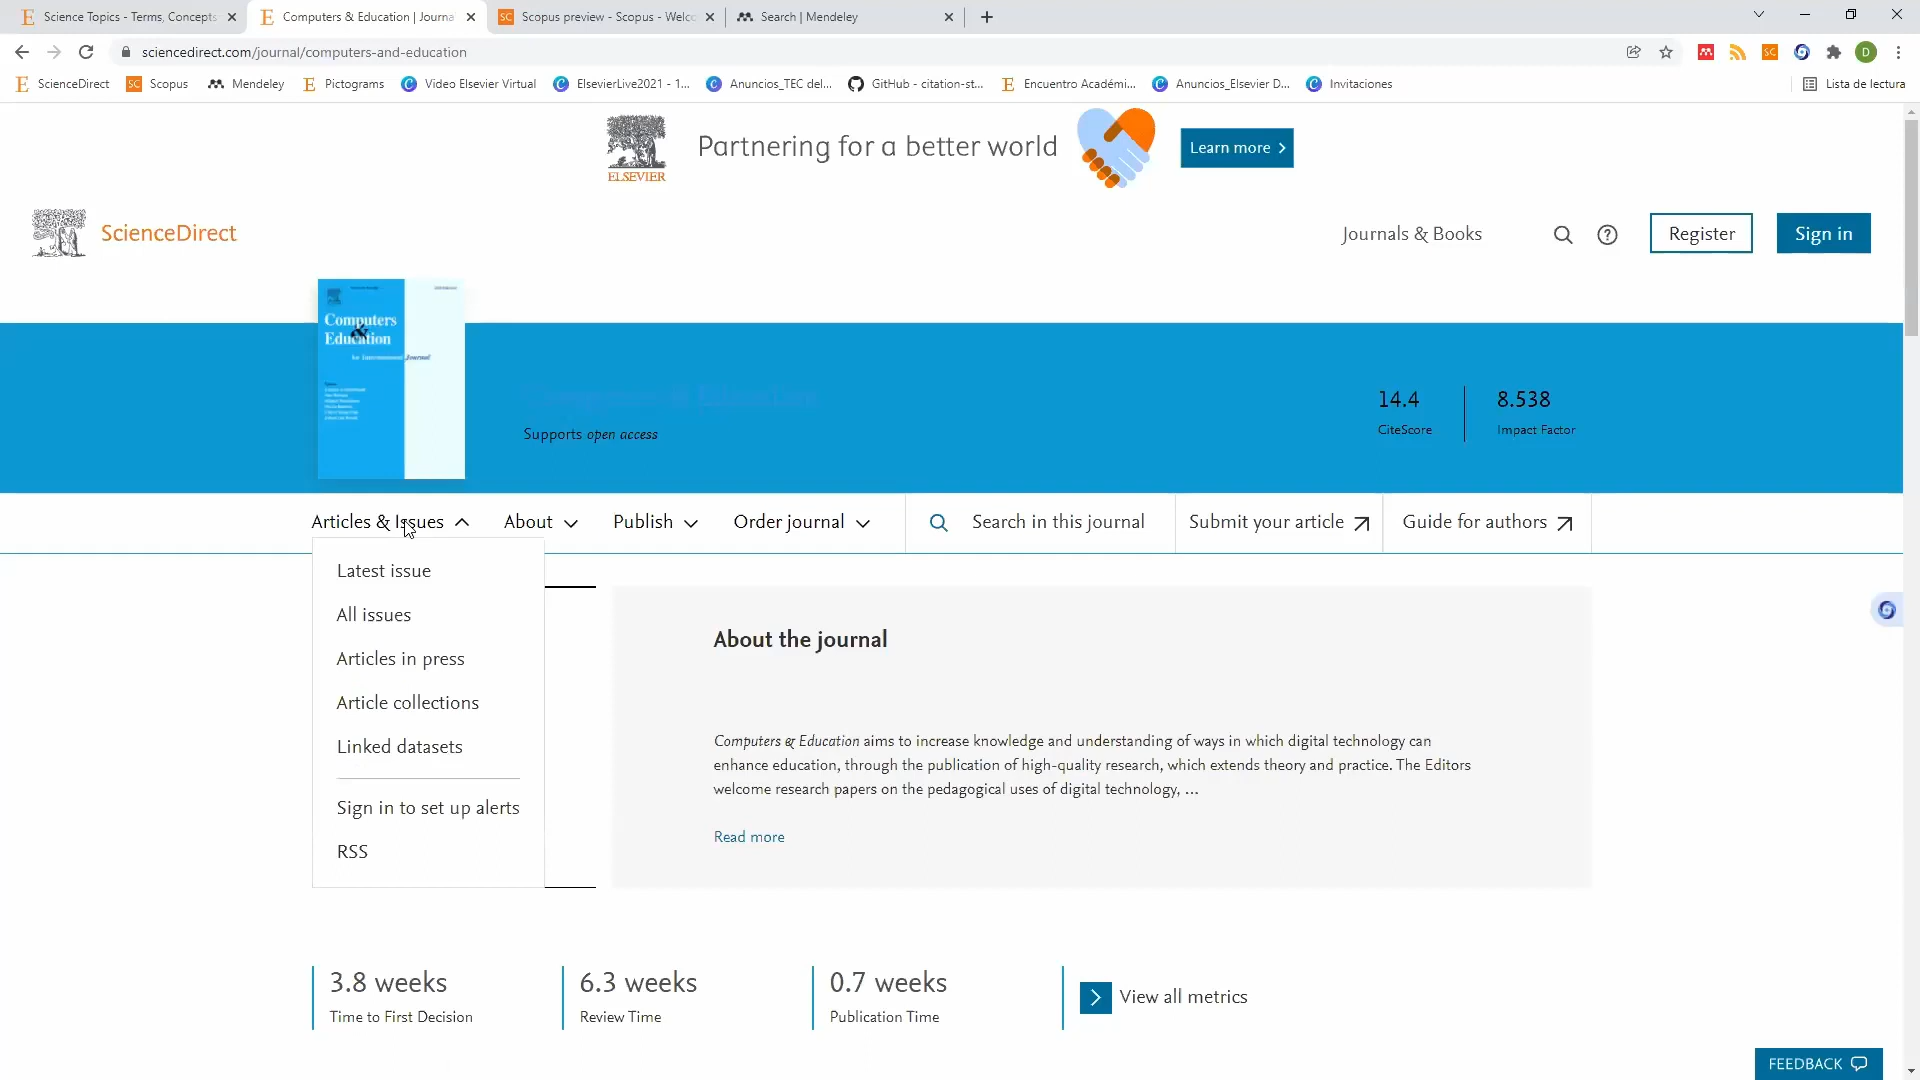 Science Topics - Terms, Concepts
Computers & Education | Journa
Scopus preview - Scopus - Welc
Search | Mendeley
sciencedirect.com/journal/computers-and-education
ScienceDirect
Scopus
Mendeley
Pictograms
Video Elsevier Virtual
ElsevierLive2021 - 1...
Anuncios_TEC del...
GitHub - citation-st...
Encuentro Académi...
Anuncios_Elsevier D...
Invitaciones
Lista de lectura
ELSEVIER
Partnering for a better world
Learn more
ScienceDirect
Journals & Books
Register
Sign in
Computers
&
Education
An International Journal
Supports open access
14.4
CiteScore
8.538
Impact Factor
Articles & Issues
About
Publish
Order journal
Search in this journal
Submit your article
Guide for authors
Latest issue
All issues
Articles in press
Article collections
Linked datasets
Sign in to set up alerts
RSS
About the journal
Computers & Education aims to increase knowledge and understanding of ways in which digital technology can
enhance education, through the publication of high-quality research, which extends theory and practice. The Editors
welcome research papers on the pedagogical uses of digital technology, ...
Read more
3.8 weeks
Time to First Decision
6.3 weeks
Review Time
0.7 weeks
Publication Time
View all metrics
FEEDBACK